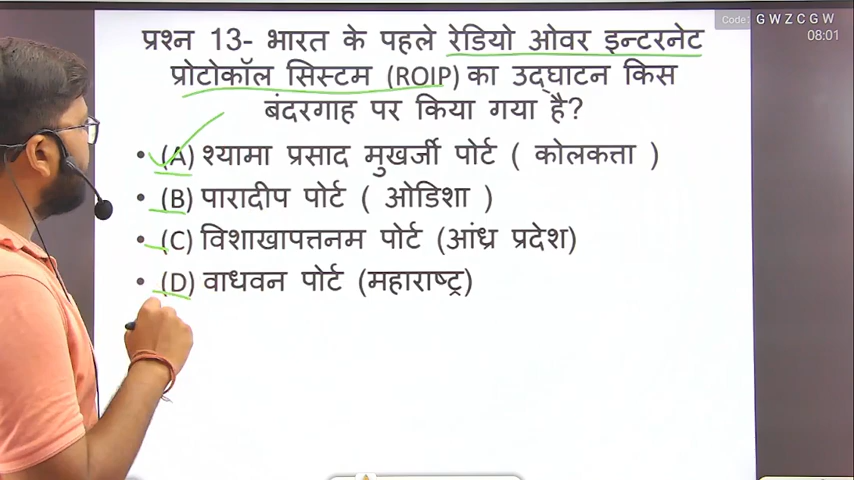 Code: G W Z C G W
08:01
प्रश्न 13- भारत के पहले रेडियो ओवर इन्टरनेट
प्रोटोकॉल सिस्टम (ROIP) का उद्घाटन किस
बंदरगाह पर किया गया है?
• (A) श्यामा प्रसाद मुखर्जी पोर्ट ( कोलकत्ता )
• (B) पारादीप पोर्ट ( ओडिशा )
• (C) विशाखापत्तनम पोर्ट (आंध्र प्रदेश)
• (D) वाधवन पोर्ट (महाराष्ट्र)